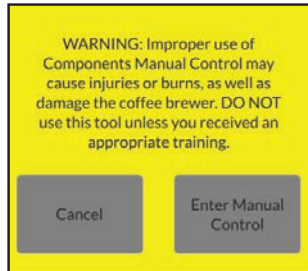 WARNING: Improper use of
Components Manual Control may
cause injuries or burns, as well as
damage the coffee brewer. DO NOT
use this tool unless you received an
appropriate training.
Cancel
Enter Manual
Control